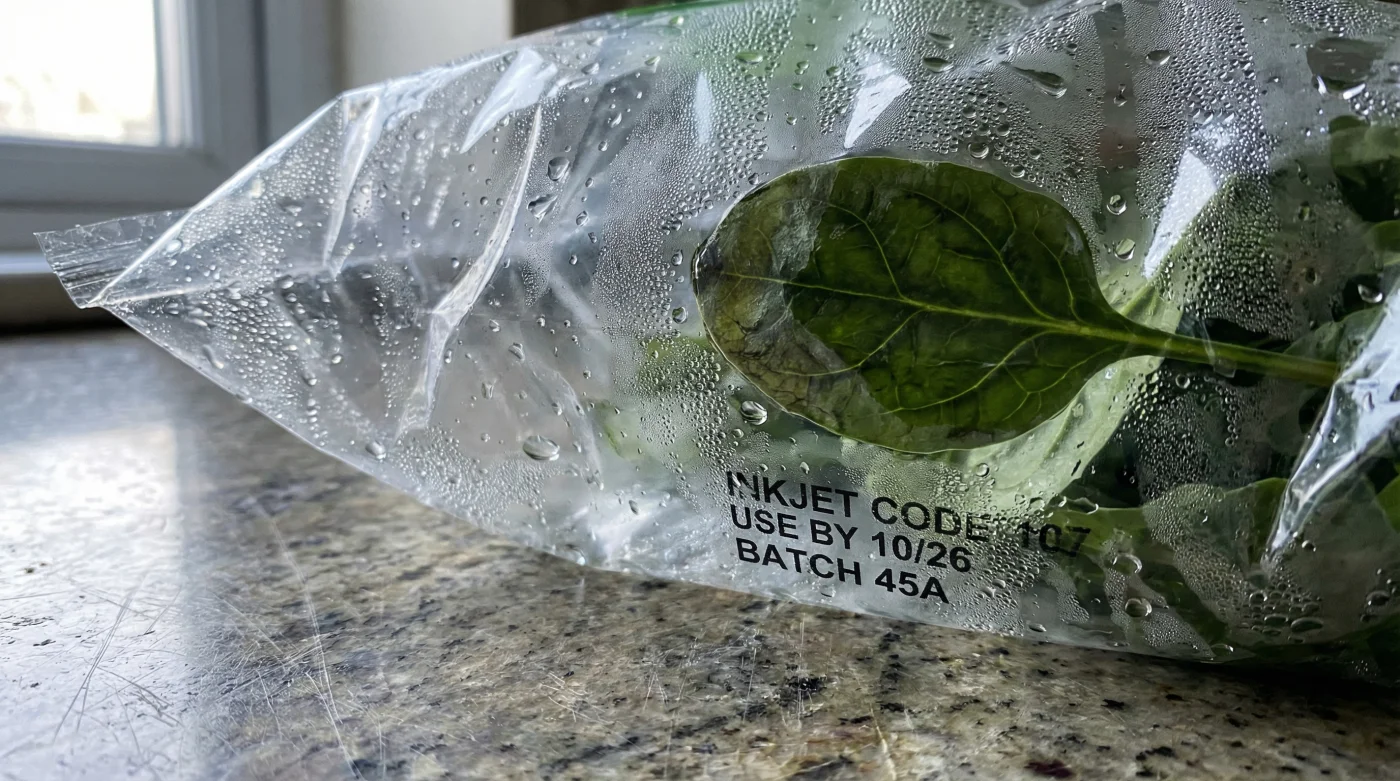 INKJET CODE 107
USE BY 10/26
BATCH 45A